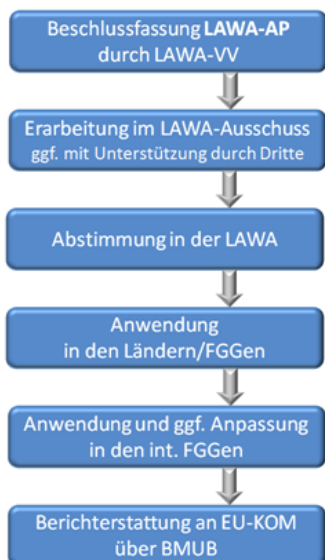 Beschlussfassung LAWA-AP
durch LAWA-VV
Erarbeitung im LAWA-Ausschuss
ggf. mit Unterstützung durch Dritte
Abstimmung in der LAWA
Anwendung
in den Ländern/FGGen
Anwendung und ggf. Anpassung
in den int. FGGen
Berichterstattung an EU-KOM
über BMUB